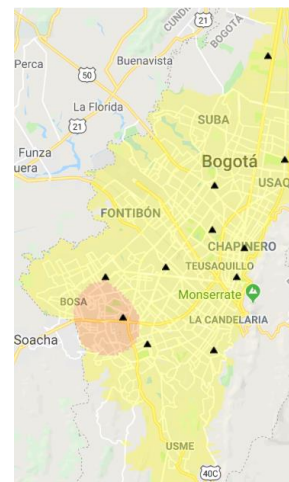 CUND
BOGOTÁ
21
Perca
Buenavista
50
La Florida
21
SUBA
Funza
uera
Bogotá
USAQ
FONTIBÓN
CHAPINERO
TEUSAQUILLO
Monserrate
BOSA
LA CANDELARIA
Soacha
USME
40C